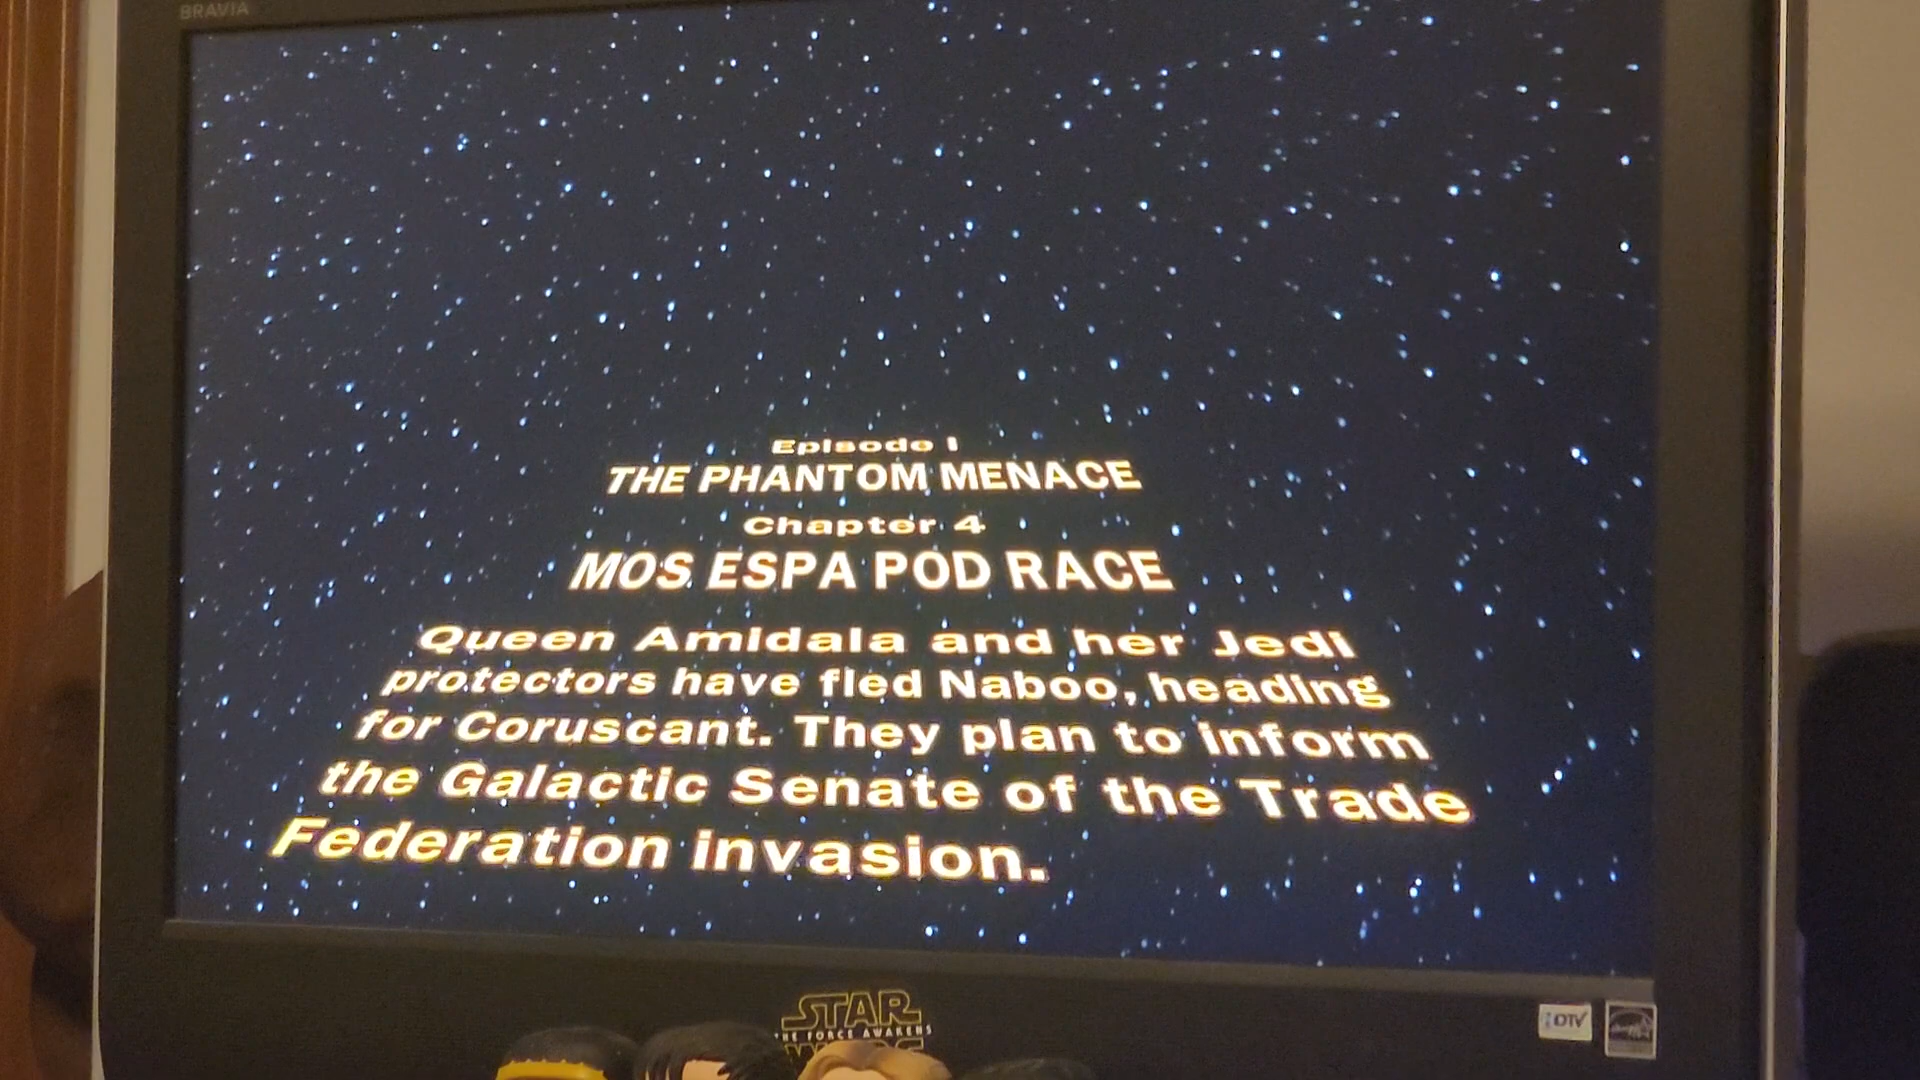 BRAVIA
Episode I
THE PHANTOM MENACE
Chapter 4
MOS ESPA POD RACE
Queen Amidala and her Jedi
protectors have fled Naboo, heading
for Coruscant. They plan to inform
the Galactic Senate of the Trade
Federation invasion.
STAR
THE FORCE AWAKENS
WARS